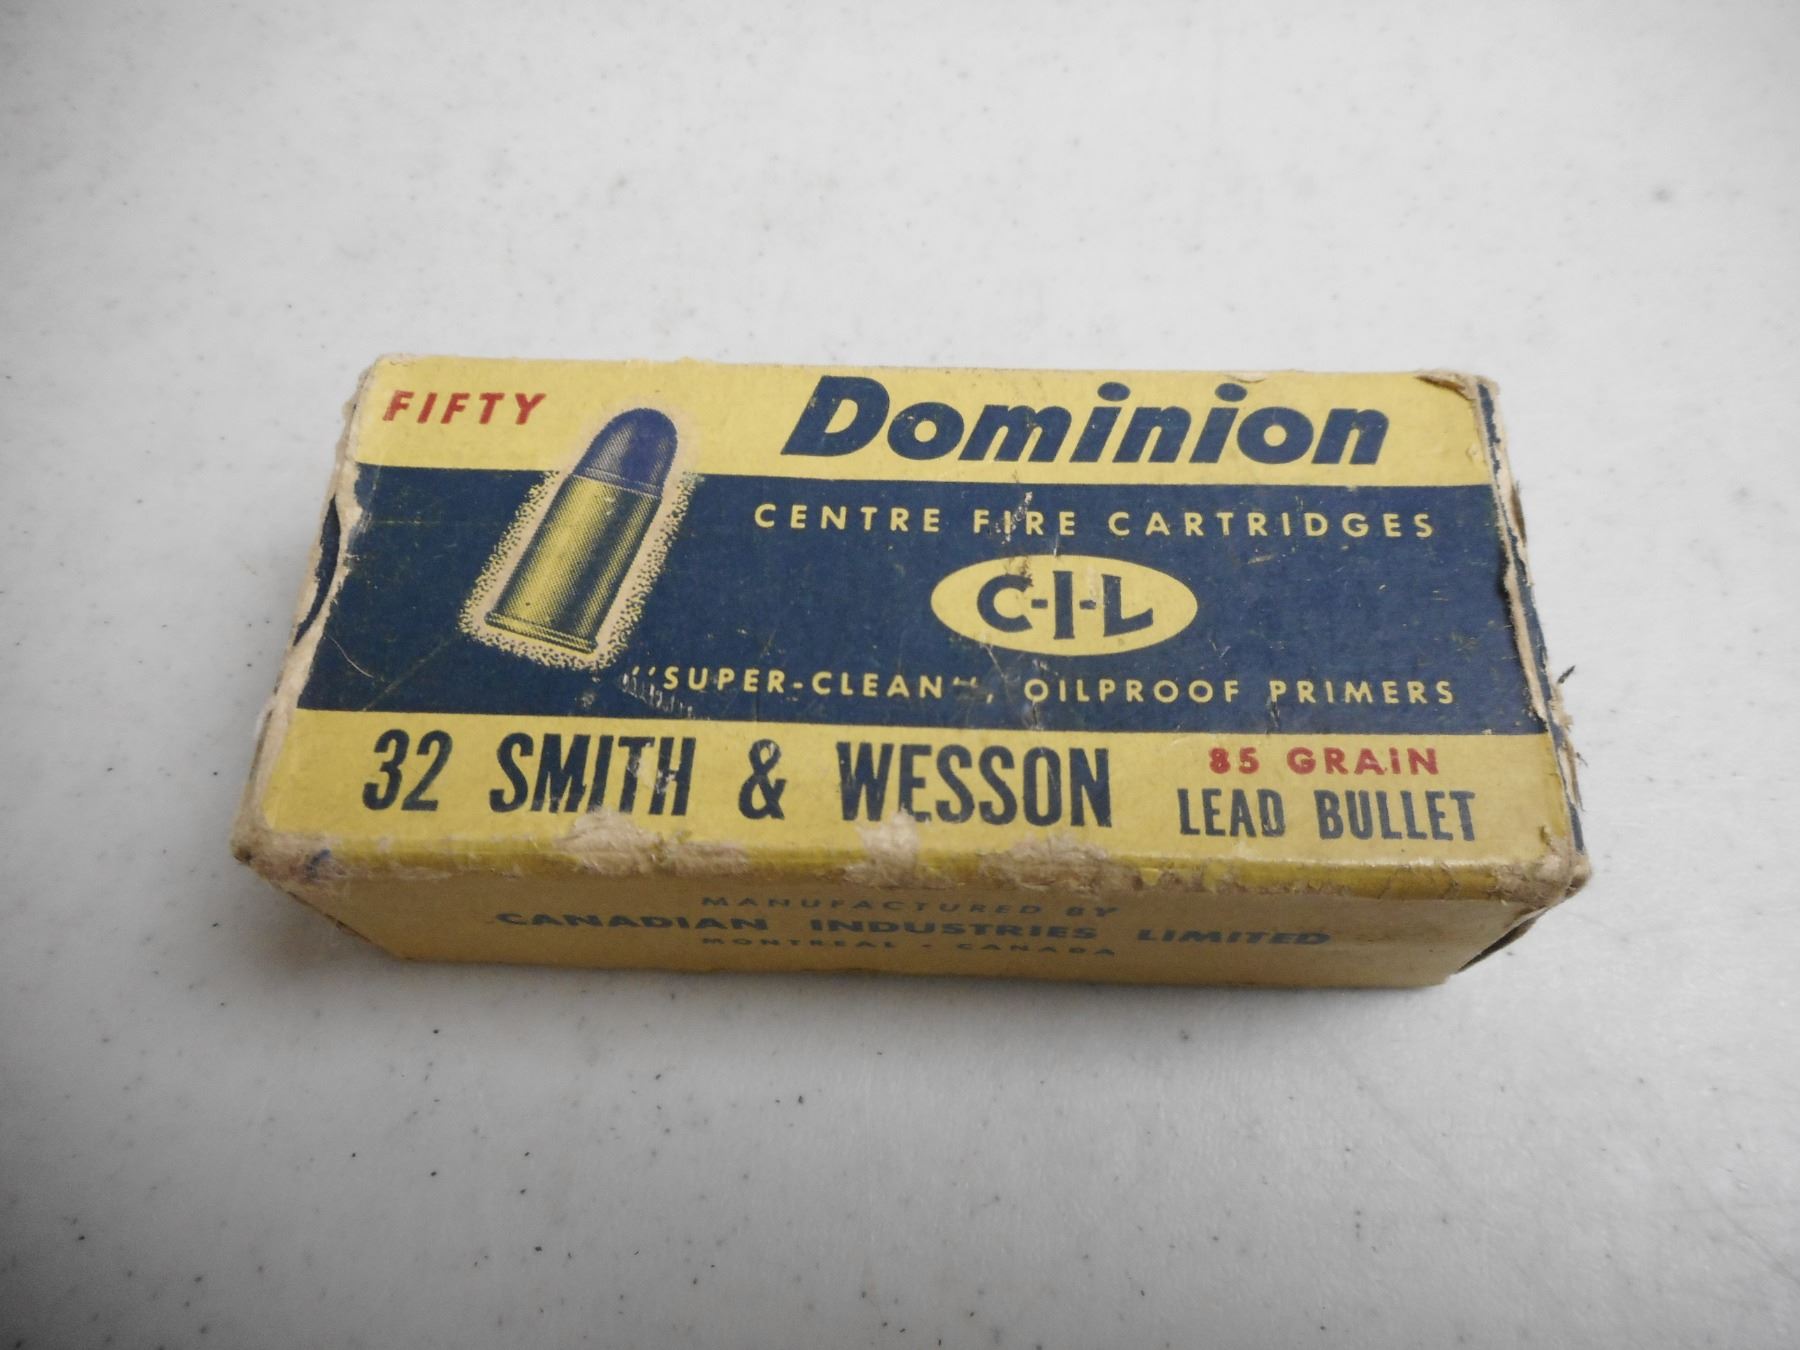 FIFTY
Dominion
CENTRE FIRE CARTRIDGES
C-I-L
"SUPER-CLEAN", OILPROOF PRIMERS
32 SMITH & WESSON
85 GRAIN
LEAD BULLET
MANUFACTURED BY
CANADIAN INDUSTRIES LIMITED
MONTREAL - CANADA